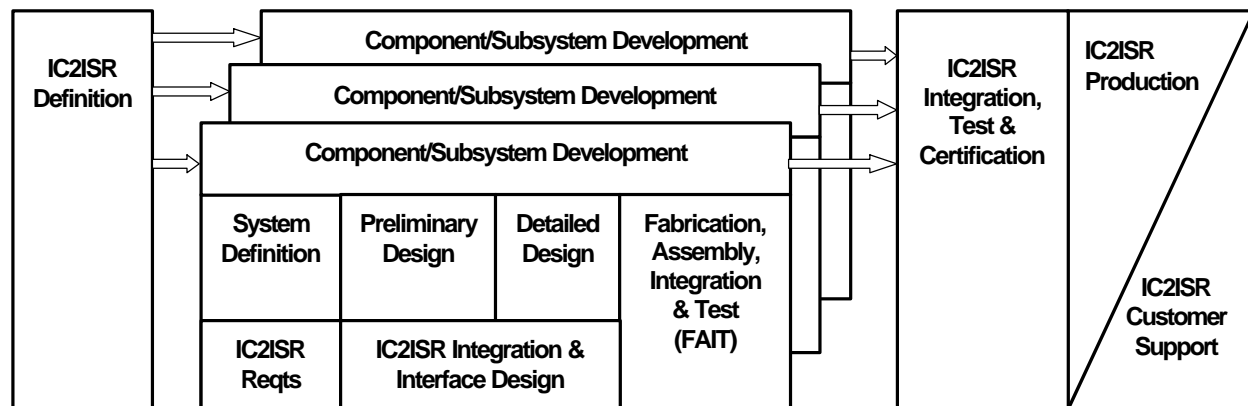 IC2ISR
Definition
Component/Subsystem Development
Component/Subsystem Development
Component/Subsystem Development
System
Definition
Preliminary
Design
Detailed
Design
Fabrication,
Assembly,
Integration
& Test
(FAIT)
IC2ISR
Reqts
IC2ISR Integration &
Interface Design
IC2ISR
Integration,
Test &
Certification
IC2ISR
Production
IC2ISR
Customer
Support